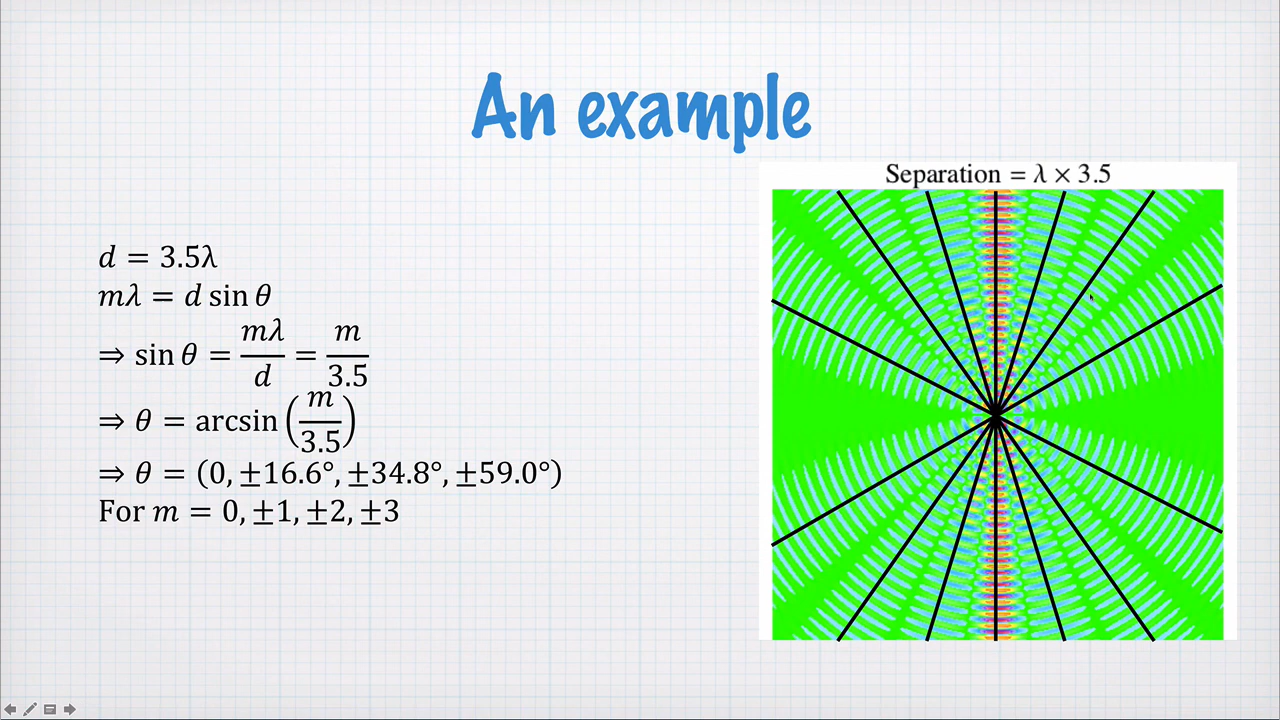 An example
Separation = λ × 3.5
d = 3.5λ
mλ = d sin θ
⇒ sin θ = mλ/d = m/3.5
⇒ θ = arcsin(m/3.5)
⇒ θ = (0, ±16.6°, ±34.8°, ±59.0°)
For m = 0, ±1, ±2, ±3